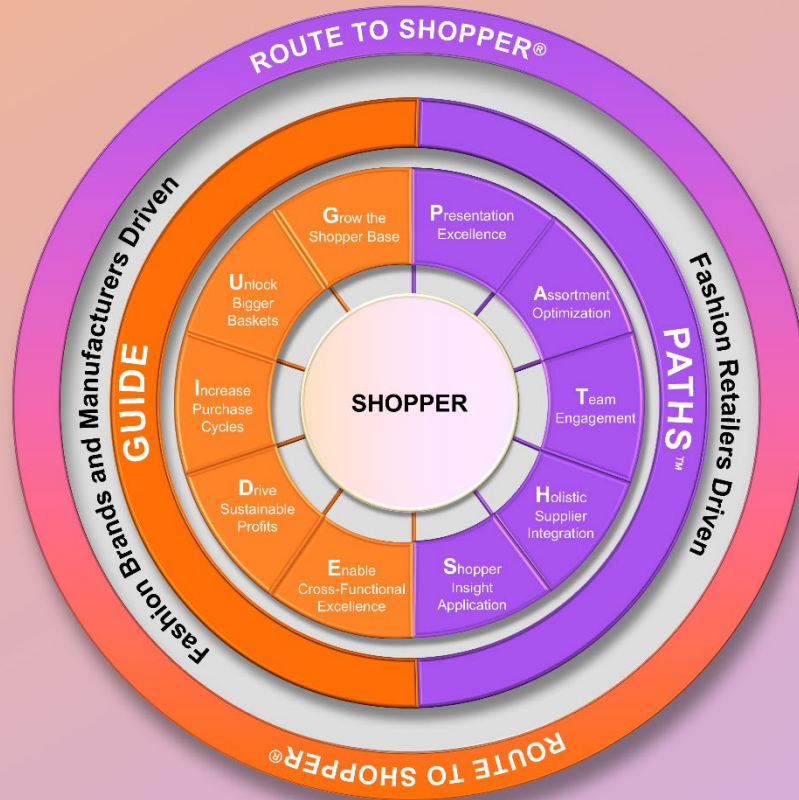 ROUTE TO SHOPPER®
Fashion Brands and Manufacturers Driven
GUIDE
Grow the
Shopper Base
Unlock
Bigger
Baskets
Increase
Purchase
Cycles
Drive
Sustainable
Profits
Enable
Cross-Functional
Excellence
SHOPPER
Presentation
Excellence
Assortment
Optimization
Team
Engagement
Holistic
Supplier
Integration
Shopper
Insight
Application
PATHS™
Fashion Retailers Driven
ROUTE TO SHOPPER®